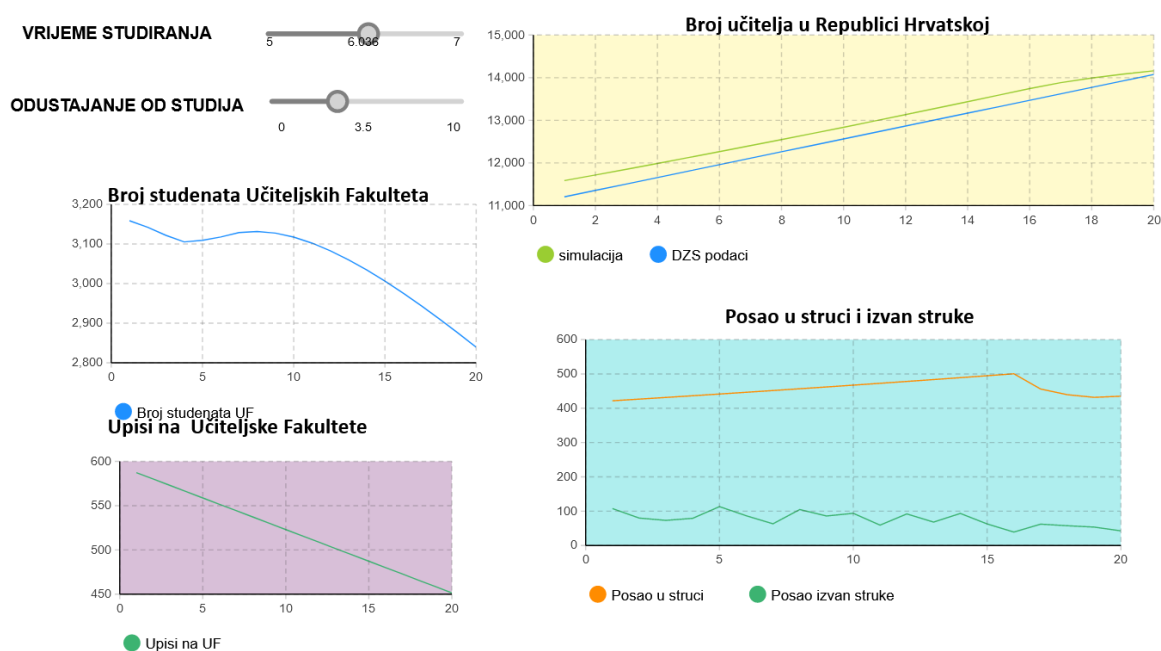 VRIJEME STUDIRANJA
5 6.036 7
ODUSTAJANJE OD STUDIJA
0 3.5 10
Broj studenata Učiteljskih Fakulteta
3,200
3,100
3,000
2,900
2,800
0 5 10 15 20
Broj studenata UF
Upisi na Učiteljske Fakultete
600
550
500
450
0 5 10 15 20
Upisi na UF
Broj učitelja u Republici Hrvatskoj
15,000
14,000
13,000
12,000
11,000
0 2 4 6 8 10 12 14 16 18 20
simulacija DZS podaci
Posao u struci i izvan struke
600
500
400
300
200
100
0
0 5 10 15 20
Posao u struci Posao izvan struke